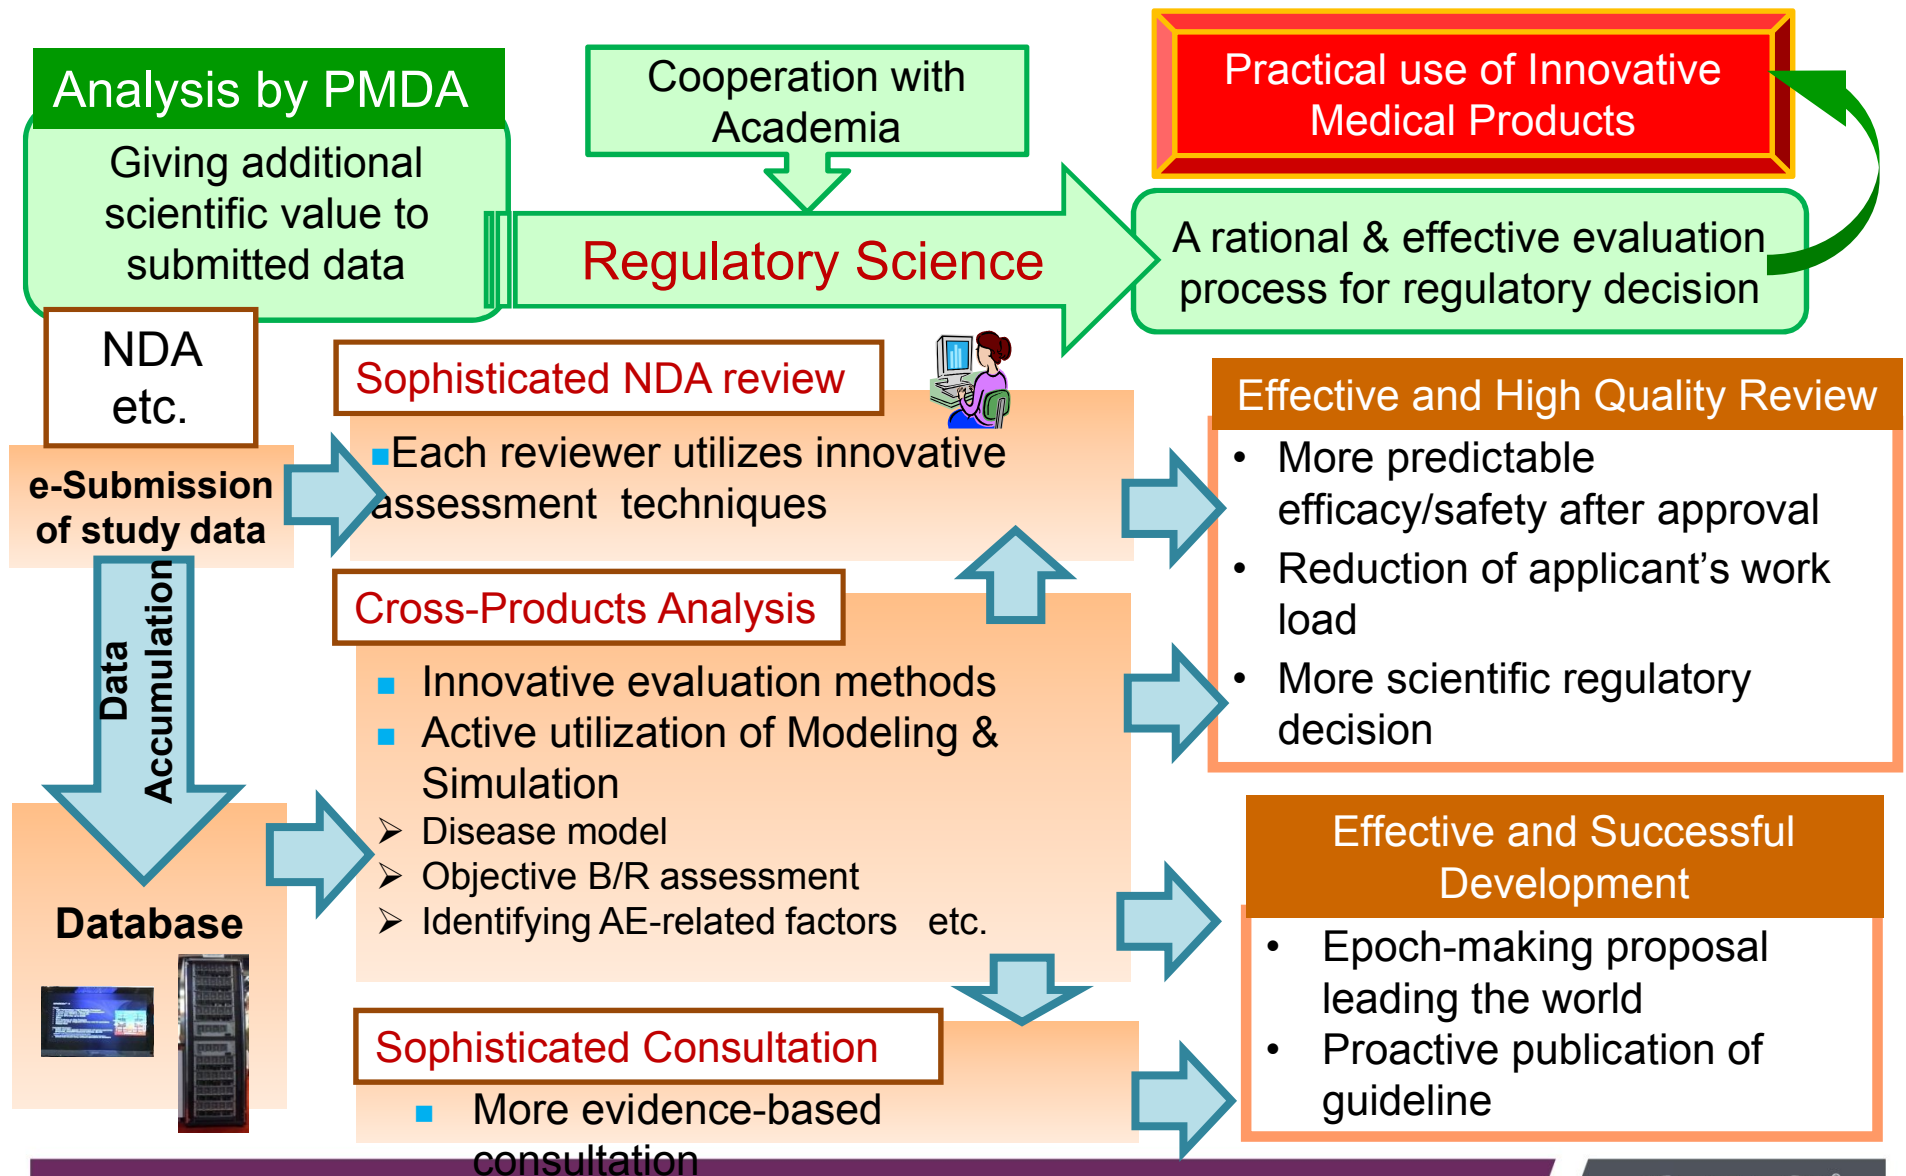 Analysis by PMDA
Giving additional
scientific value to
submitted data
Cooperation with
Academia
Practical use of Innovative
Medical Products
Regulatory Science
A rational & effective evaluation
process for regulatory decision
NDA
etc.
e-Submission
of study data
Data
Accumulation
Database
Sophisticated NDA review
▪Each reviewer utilizes innovative
assessment techniques
Cross-Products Analysis
▪ Innovative evaluation methods
▪ Active utilization of Modeling &
Simulation
➢ Disease model
➢ Objective B/R assessment
➢ Identifying AE-related factors etc.
Sophisticated Consultation
▪ More evidence-based
consultation
Effective and High Quality Review
• More predictable
efficacy/safety after approval
• Reduction of applicant’s work
load
• More scientific regulatory
decision
Effective and Successful
Development
• Epoch-making proposal
leading the world
• Proactive publication of
guideline